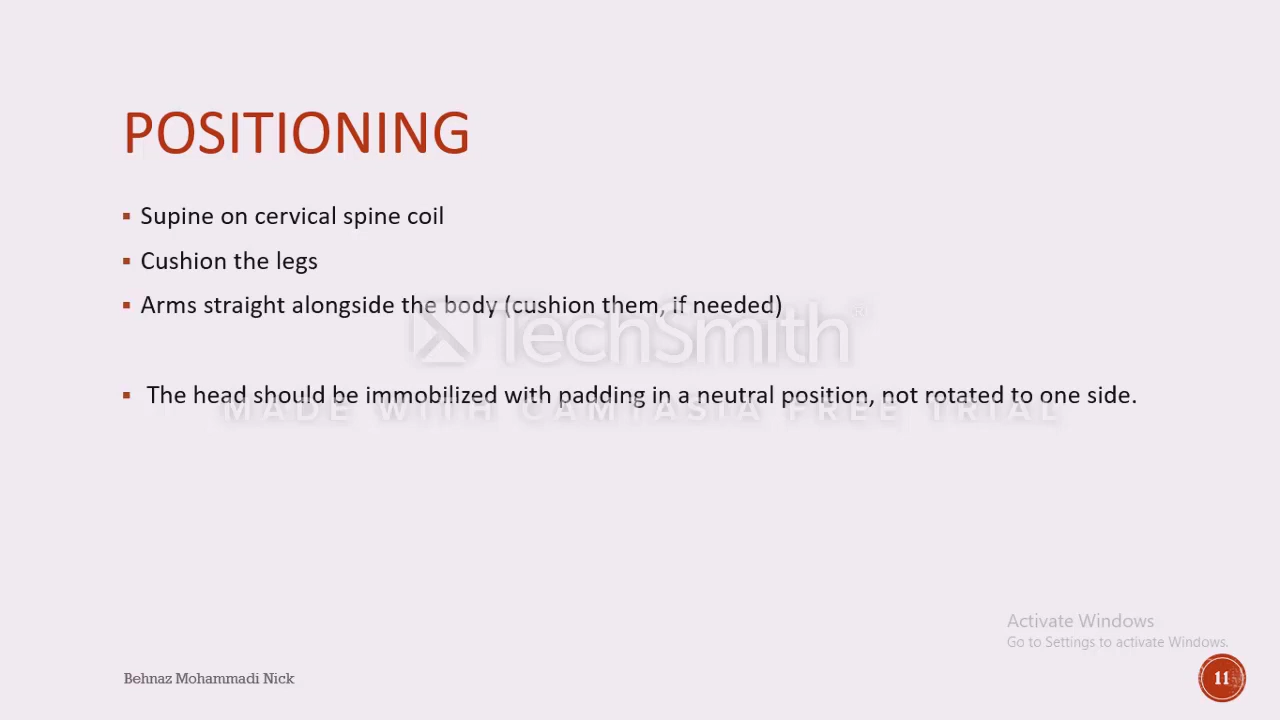 POSITIONING
▪ Supine on cervical spine coil
▪ Cushion the legs
▪ Arms straight alongside the body (cushion them, if needed)
TechSmith®
▪ The head should be immobilized with padding in a neutral position, not rotated to one side.
MADE WITH CAMTASIA FREE TRIAL
Activate Windows
Go to Settings to activate Windows.
Behnaz Mohammadi Nick
11